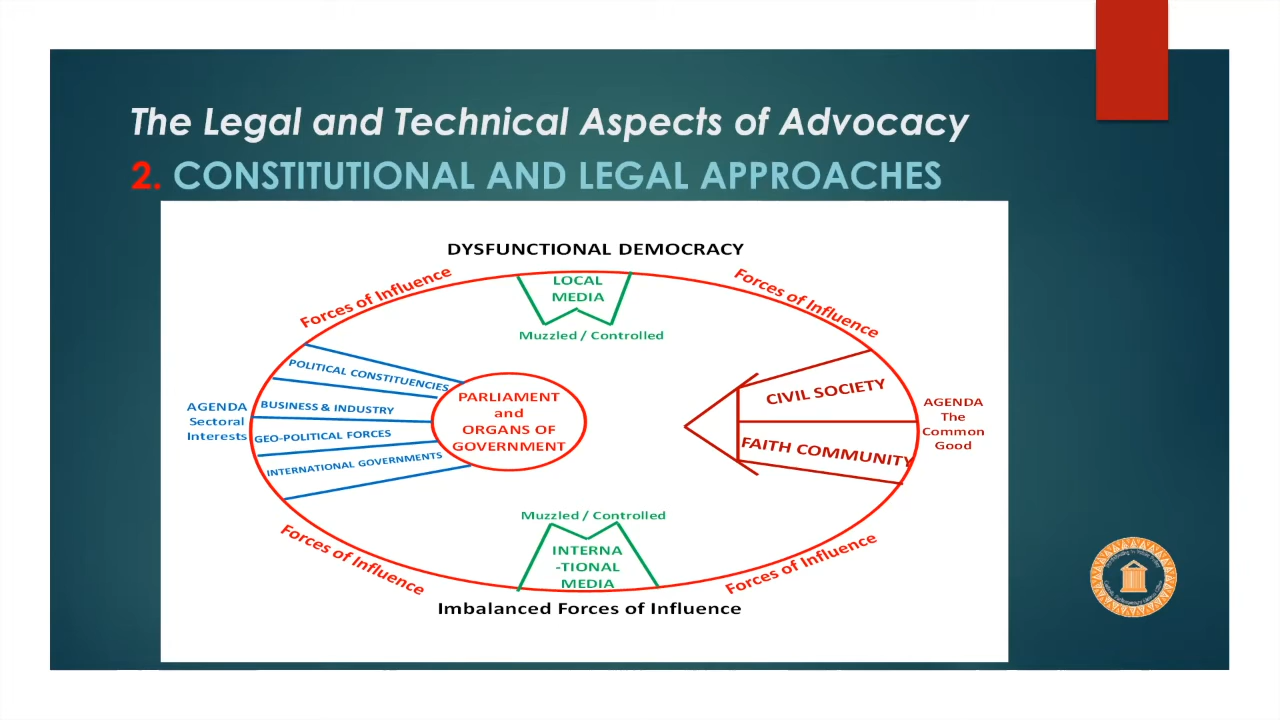 The Legal and Technical Aspects of Advocacy
2. CONSTITUTIONAL AND LEGAL APPROACHES
DYSFUNCTIONAL DEMOCRACY
Forces of Influence
Forces of Influence
LOCAL
MEDIA
Muzzled / Controlled
POLITICAL CONSTITUENCIES
BUSINESS & INDUSTRY
GEO-POLITICAL FORCES
INTERNATIONAL GOVERNMENTS
AGENDA
Sectoral
Interests
PARLIAMENT
and
ORGANS OF
GOVERNMENT
CIVIL SOCIETY
FAITH COMMUNITY
AGENDA
The
Common
Good
Muzzled / Controlled
INTERNA
-TIONAL
MEDIA
Forces of Influence
Forces of Influence
Imbalanced Forces of Influence